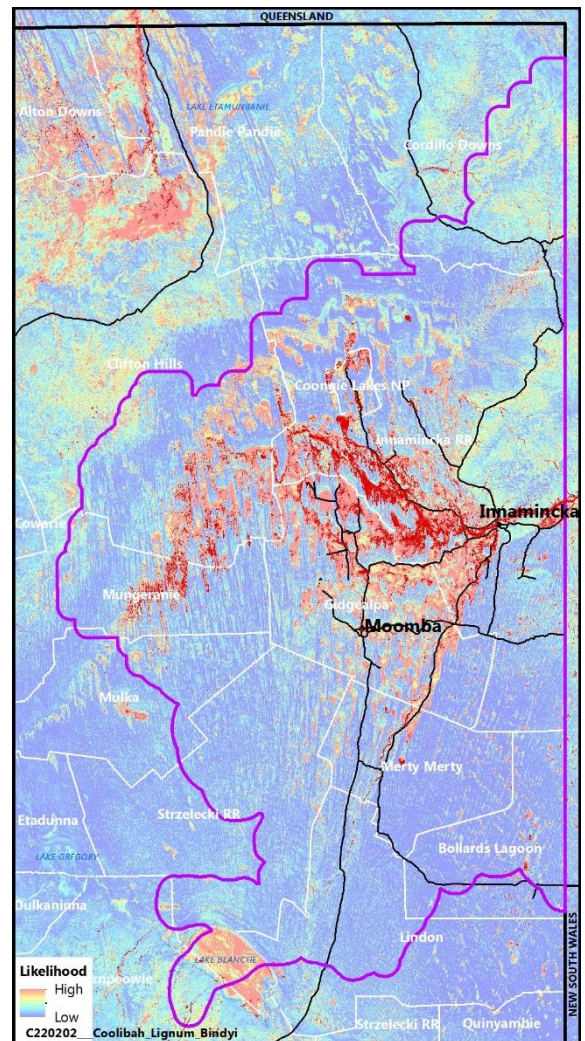 QUEENSLAND
LAKE ETAMUNBANIE
Alton Downs
Pandie Pandie
Cordillo Downs
Clifton Hills
Coongie Lakes NP
Innamincka RR
Innamincka
Cowarie
Mungeranie
Gidgealpa
Moomba
Mulka
Merty Merty
Etadunna
Strzelecki RR
Bollards Lagoon
LAKE GREGORY
Dulkaninna
Lindon
LAKE BLANCHE
NEW SOUTH WALES
Likelihood
High
Low
Strzelecki RR
Quinyambie
C220202___Coolibah_Lignum_Bindyi